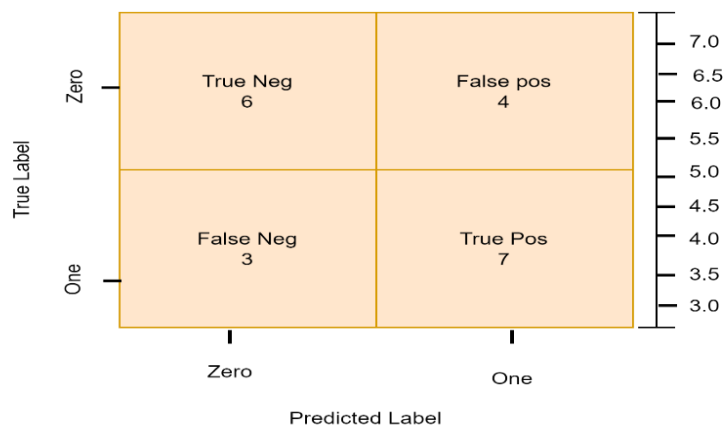 True Label
Zero
One
True Neg
6
False pos
4
False Neg
3
True Pos
7
7.0
6.5
6.0
5.5
5.0
4.5
4.0
3.5
3.0
Zero
One
Predicted Label